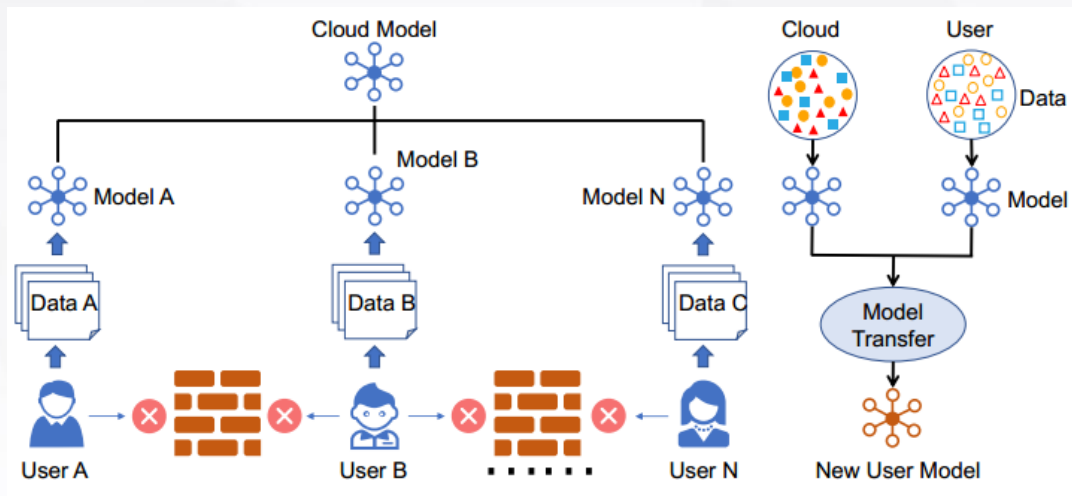 Cloud Model
Cloud
User
Data
Model A
Model B
Model N
Model
Data A
Data B
Data C
Model
Transfer
User A
User B
......
User N
New User Model